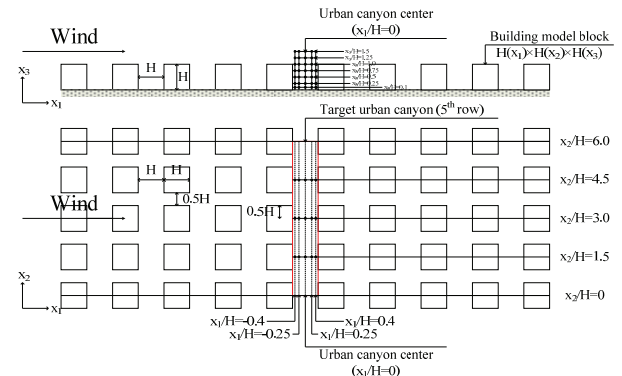 Urban canyon center
(x₁/H=0)
Wind
Building model block
H(x₁)×H(x₂)×H(x₃)
x₃/H=1.5
x₃/H=1.25
x₃/H=1.0
x₃/H=0.75
x₃/H=0.5
x₃/H=0.25
x₃/H=0.1
x₃
H
H
x₁
Target urban canyon (5th row)
x₂/H=6.0
H
H
x₂/H=4.5
0.5H
Wind
0.5H
x₂/H=3.0
x₂/H=1.5
x₂
x₁
x₂/H=0
x₁/H=-0.4
x₁/H=0.4
x₁/H=-0.25
x₁/H=0.25
Urban canyon center
(x₁/H=0)